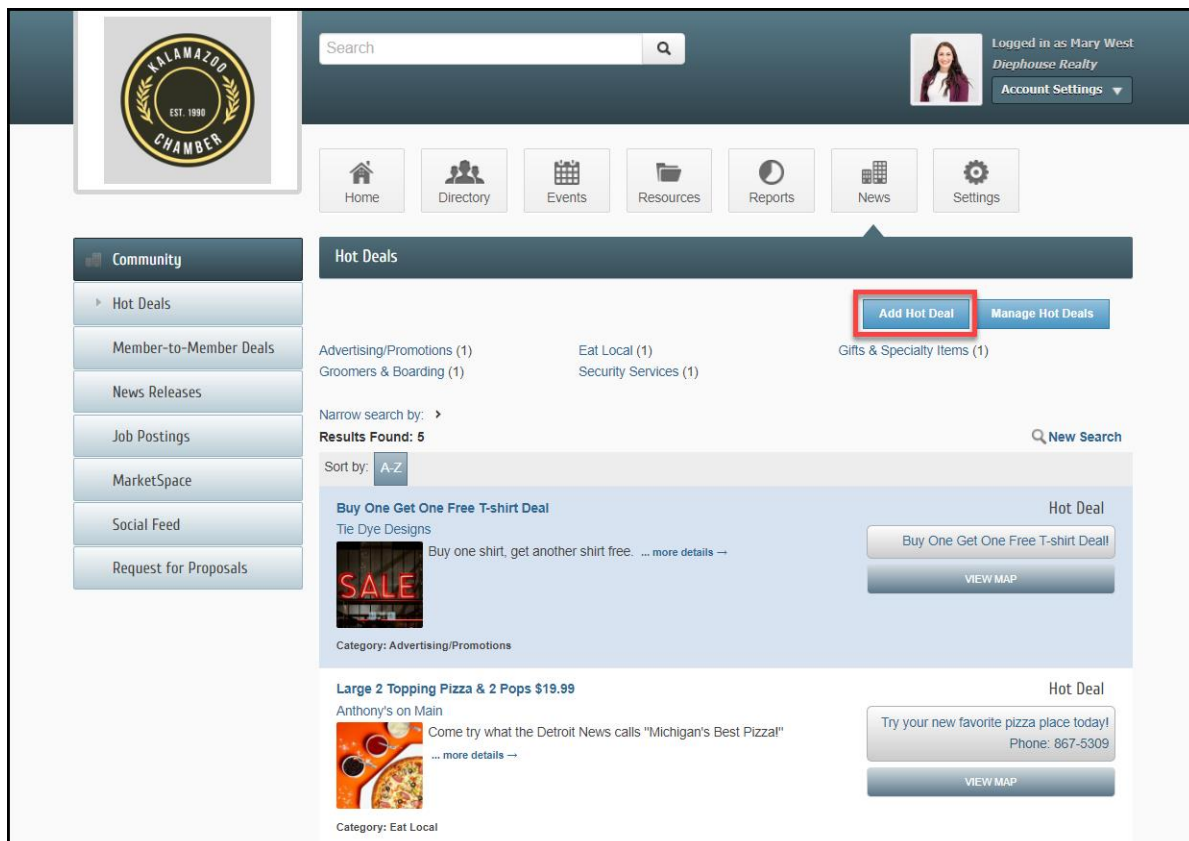 KALAMAZOO
EST. 1990
CHAMBER
Search
Logged in as Mary West
Diephouse Realty
Account Settings
Home
Directory
Events
Resources
Reports
News
Settings
Community
Hot Deals
Member-to-Member Deals
News Releases
Job Postings
MarketSpace
Social Feed
Request for Proposals
Hot Deals
Add Hot Deal
Manage Hot Deals
Advertising/Promotions (1)
Eat Local (1)
Gifts & Specialty Items (1)
Groomers & Boarding (1)
Security Services (1)
Narrow search by: >
Results Found: 5
New Search
Sort by: A-Z
Buy One Get One Free T-shirt Deal
Tie Dye Designs
SALE
Buy one shirt, get another shirt free. ... more details →
Category: Advertising/Promotions
Hot Deal
Buy One Get One Free T-shirt Deal!
VIEW MAP
Large 2 Topping Pizza & 2 Pops $19.99
Anthony's on Main
Come try what the Detroit News calls "Michigan's Best Pizza!"
... more details →
Category: Eat Local
Hot Deal
Try your new favorite pizza place today!
Phone: 867-5309
VIEW MAP